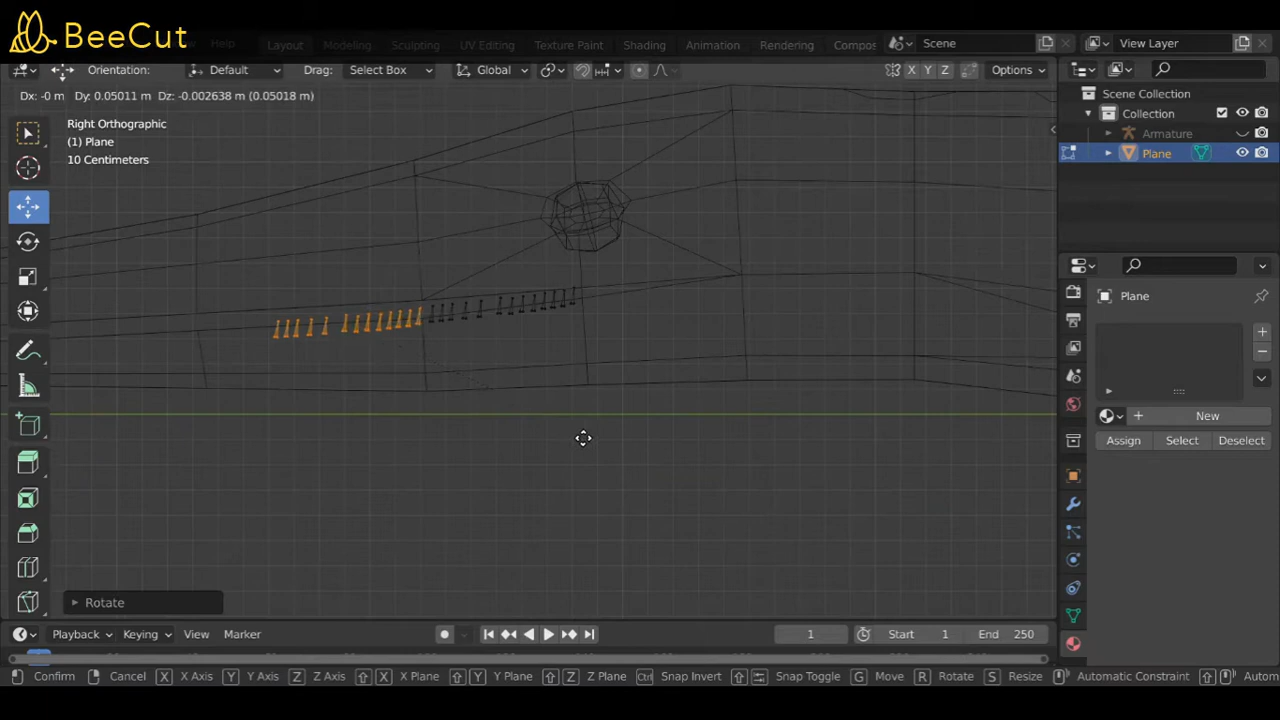 BeeCut
Help
Layout
Modeling
Sculpting
UV Editing
Texture Paint
Shading
Animation
Rendering
Compos
Scene
View Layer
Orientation:
Default
Drag:
Select Box
Global
X Y Z
Options
Dx: -0 m Dy: 0.05011 m Dz: -0.002638 m (0.05018 m)
Right Orthographic
(1) Plane
10 Centimeters
Scene Collection
Collection
Armature
Plane
Plane
New
Assign
Select
Deselect
Rotate
Playback
Keying
View
Marker
1
Start 1
End 250
Confirm
Cancel
X X Axis
Y Y Axis
Z Z Axis
X X Plane
Y Y Plane
Z Z Plane
Ctrl Snap Invert
Snap Toggle
G Move
R Rotate
S Resize
Automatic Constraint
Autom